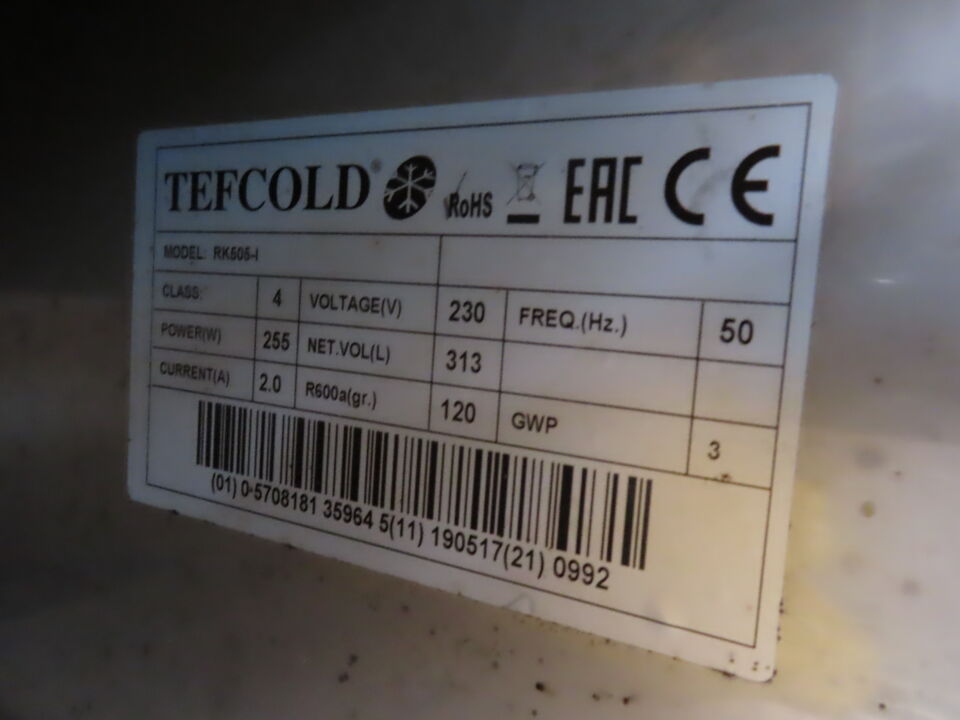 TEFCOLD® RoHS EAC CE
MODEL: RK505-I
CLASS: 4 VOLTAGE(V) 230 FREQ.(Hz.) 50
POWER(W) 255 NET.VOL(L) 313
CURRENT(A) 2.0 R600a(gr.) 120 GWP 3
(01) 0 5708181 35964 5(11) 190517(21) 0992